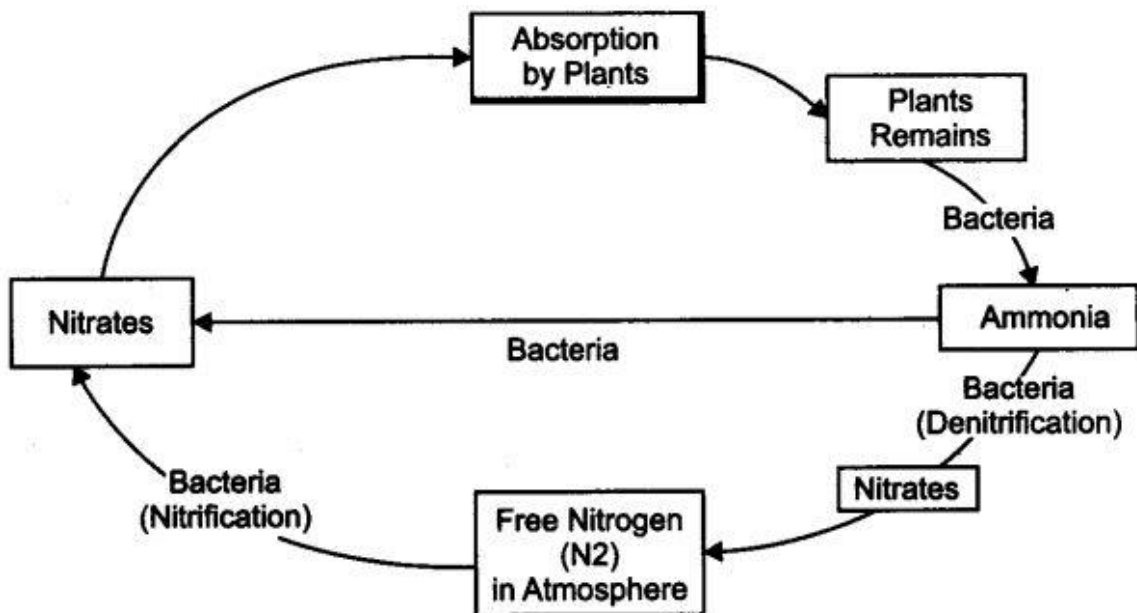 Absorption
by Plants
Plants
Remains
Bacteria
Nitrates
Ammonia
Bacteria
Bacteria
(Denitrification)
Bacteria
(Nitrification)
Nitrates
Free Nitrogen
(N2)
in Atmosphere